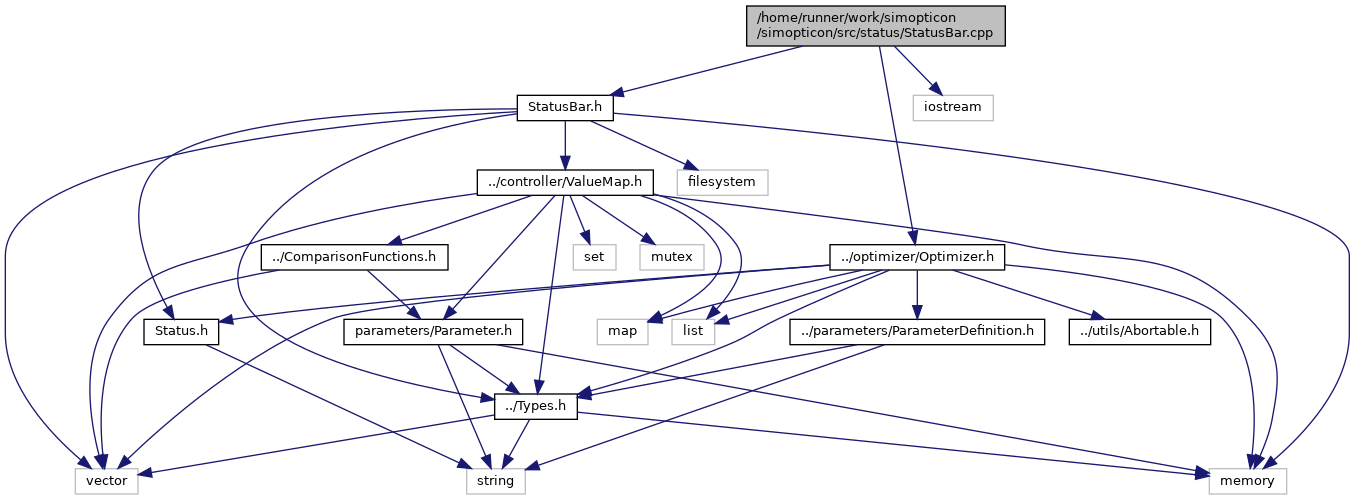 /home/runner/work/simopticon
/simopticon/src/status/StatusBar.cpp
StatusBar.h
iostream
../controller/ValueMap.h
filesystem
../ComparisonFunctions.h
set
mutex
../optimizer/Optimizer.h
Status.h
parameters/Parameter.h
map
list
../parameters/ParameterDefinition.h
../utils/Abortable.h
../Types.h
vector
string
memory